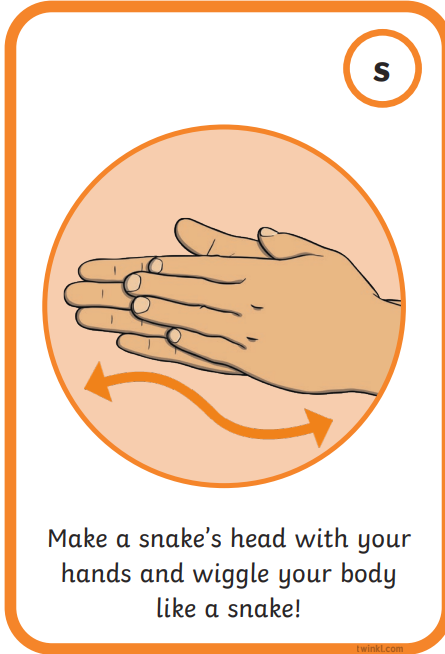 s
Make a snake's head with your
hands and wiggle your body
like a snake!
twinkl.com